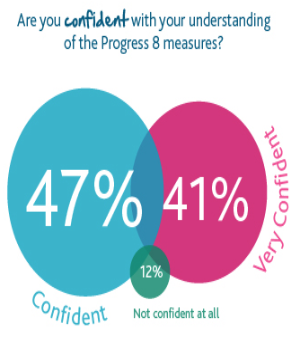 Are you confident with your understanding
of the Progress 8 measures?
47%
41%
12%
Very Confident
Confident
Not confident at all